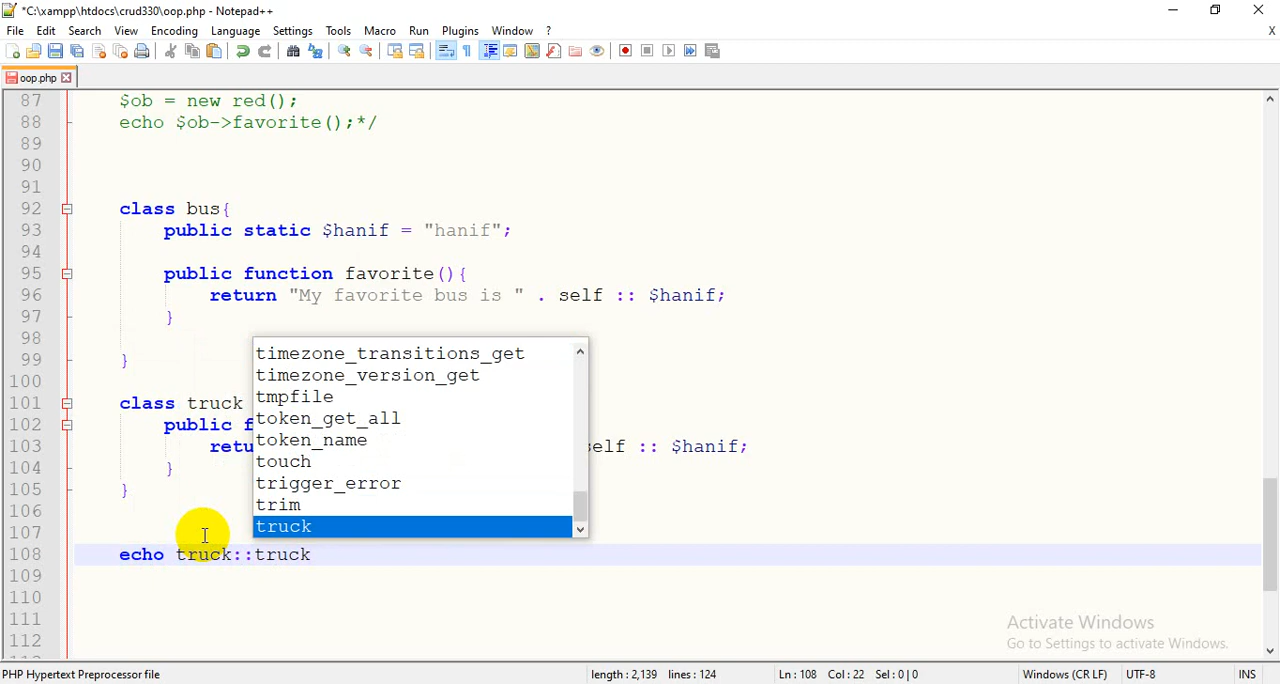 *C:\xampp\htdocs\crud330\oop.php - Notepad++
File Edit Search View Encoding Language Settings Tools Macro Run Plugins Window ? X
oop.php
87 $ob = new red();
88 echo $ob->favorite();*/
89
90
91
92 class bus{
93 public static $hanif = "hanif";
94
95 public function favorite(){
96 return "My favorite bus is " . self :: $hanif;
97 }
98
99 }
100
101 class truck
102 public f
103 retu self :: $hanif;
104 }
105 }
106
107
108 echo truck::truck
109
110
111
112
timezone_transitions_get
timezone_version_get
tmpfile
token_get_all
token_name
touch
trigger_error
trim
truck
Activate Windows
Go to Settings to activate Windows.
PHP Hypertext Preprocessor file length : 2,139 lines : 124 Ln : 108 Col : 22 Sel : 0 | 0 Windows (CR LF) UTF-8 INS